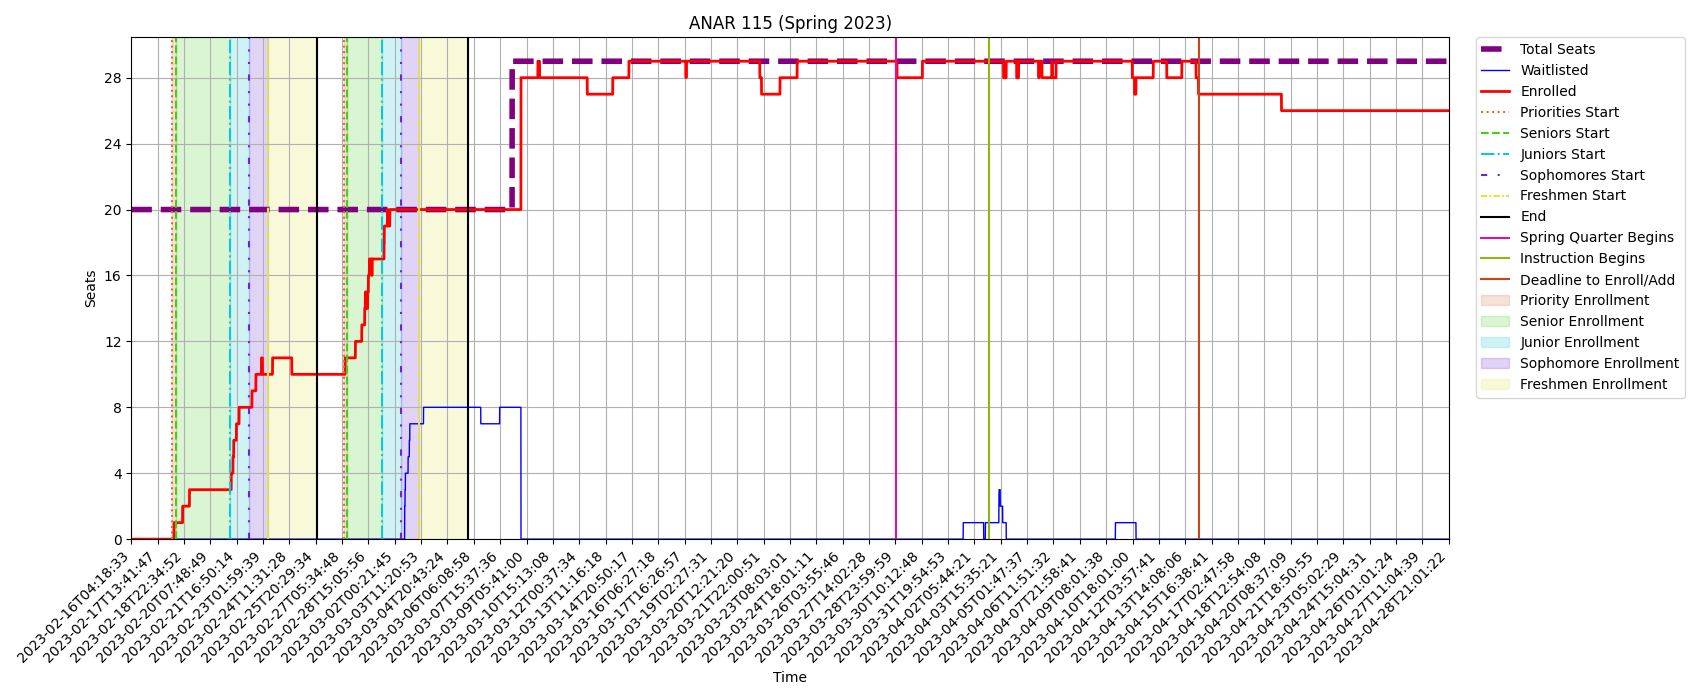 ANAR 115 (Spring 2023)
Seats
28
24
20
16
12
8
4
0
2023-02-16T04:18:33
2023-02-17T13:41:47
2023-02-18T22:34:52
2023-02-20T07:48:49
2023-02-21T16:50:14
2023-02-23T01:59:39
2023-02-24T11:31:28
2023-02-25T20:29:34
2023-02-27T05:34:48
2023-02-28T15:05:56
2023-03-02T00:21:45
2023-03-03T11:20:53
2023-03-04T20:43:24
2023-03-06T06:08:58
2023-03-07T15:37:36
2023-03-09T05:41:00
2023-03-10T15:13:08
2023-03-12T00:37:34
2023-03-13T11:16:18
2023-03-14T20:50:17
2023-03-16T06:27:18
2023-03-17T16:26:57
2023-03-19T02:27:31
2023-03-20T12:21:20
2023-03-21T22:00:51
2023-03-23T08:03:01
2023-03-24T18:01:11
2023-03-26T03:55:46
2023-03-27T14:02:28
2023-03-28T23:59:59
2023-03-30T10:12:48
2023-03-31T19:54:53
2023-04-02T05:44:21
2023-04-03T15:35:21
2023-04-05T01:47:37
2023-04-06T11:51:32
2023-04-07T21:58:41
2023-04-09T08:01:38
2023-04-10T18:01:00
2023-04-12T03:57:41
2023-04-13T14:08:06
2023-04-15T16:38:41
2023-04-17T02:47:58
2023-04-18T12:54:08
2023-04-20T08:37:09
2023-04-21T18:50:55
2023-04-23T05:02:29
2023-04-24T15:04:31
2023-04-26T01:01:24
2023-04-27T11:04:39
2023-04-28T21:01:22
Time
Total Seats
Waitlisted
Enrolled
Priorities Start
Seniors Start
Juniors Start
Sophomores Start
Freshmen Start
End
Spring Quarter Begins
Instruction Begins
Deadline to Enroll/Add
Priority Enrollment
Senior Enrollment
Junior Enrollment
Sophomore Enrollment
Freshmen Enrollment